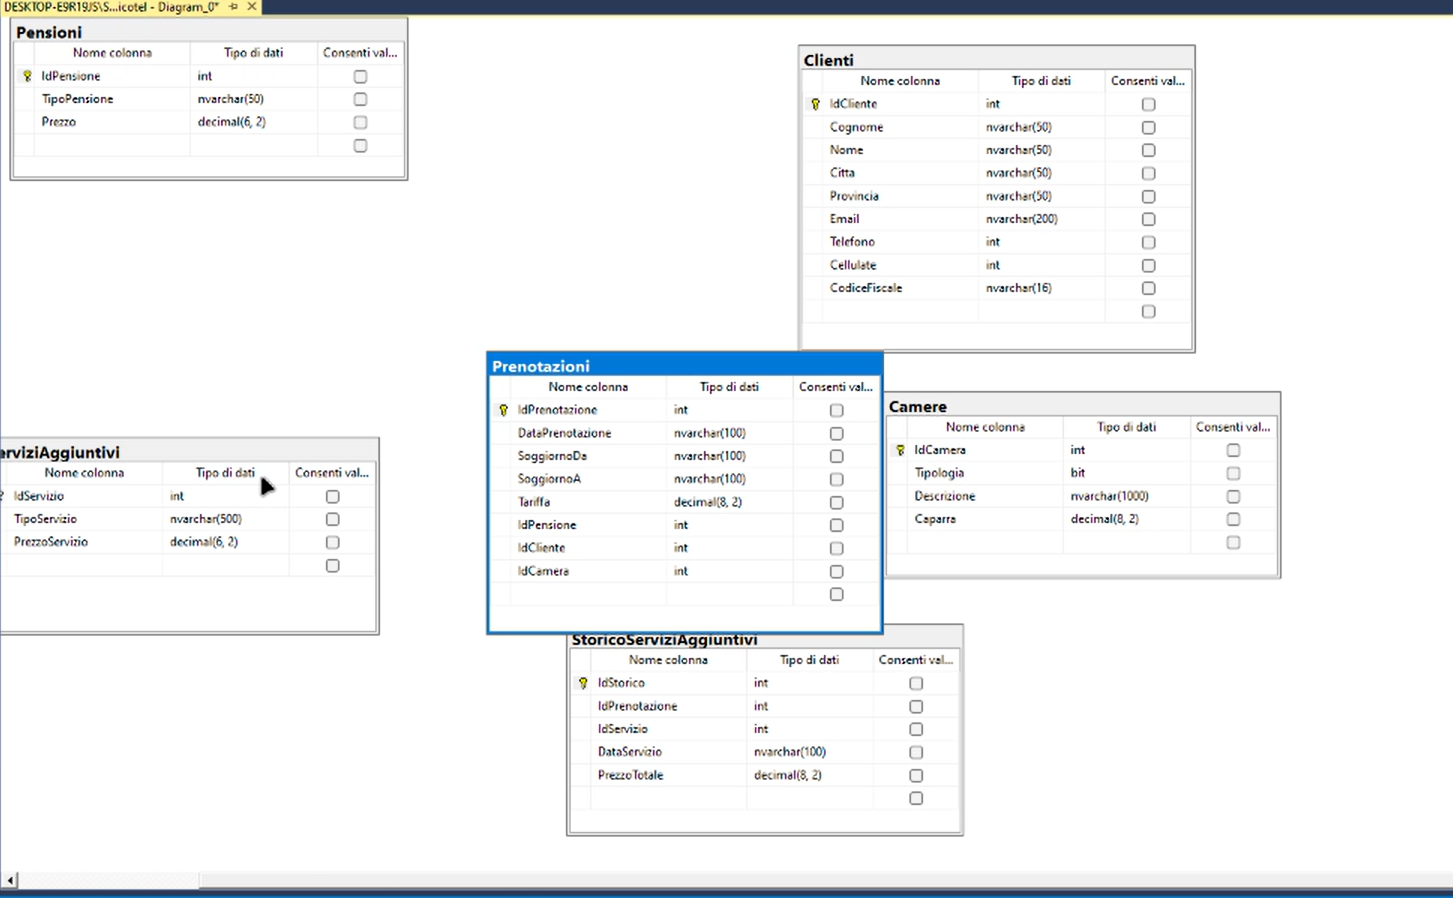 DESKTOP-E9R19JS\S...icotel - Diagram_0*
Pensioni
Nome colonna Tipo di dati Consenti val...
IdPensione int
TipoPensione nvarchar(50)
Prezzo decimal(6, 2)
Clienti
Nome colonna Tipo di dati Consenti val...
IdCliente int
Cognome nvarchar(50)
Nome nvarchar(50)
Citta nvarchar(50)
Provincia nvarchar(50)
Email nvarchar(200)
Telefono int
Cellulate int
CodiceFiscale nvarchar(16)
Prenotazioni
Nome colonna Tipo di dati Consenti val...
IdPrenotazione int
DataPrenotazione nvarchar(100)
SoggiornoDa nvarchar(100)
SoggiornoA nvarchar(100)
Tariffa decimal(8, 2)
IdPensione int
IdCliente int
IdCamera int
Camere
Nome colonna Tipo di dati Consenti val...
IdCamera int
Tipologia bit
Descrizione nvarchar(1000)
Caparra decimal(8, 2)
erviziAggiuntivi
Nome colonna Tipo di dati Consenti val...
IdServizio int
TipoServizio nvarchar(500)
PrezzoServizio decimal(6, 2)
StoricoServiziAggiuntivi
Nome colonna Tipo di dati Consenti val...
IdStorico int
IdPrenotazione int
IdServizio int
DataServizio nvarchar(100)
PrezzoTotale decimal(8, 2)